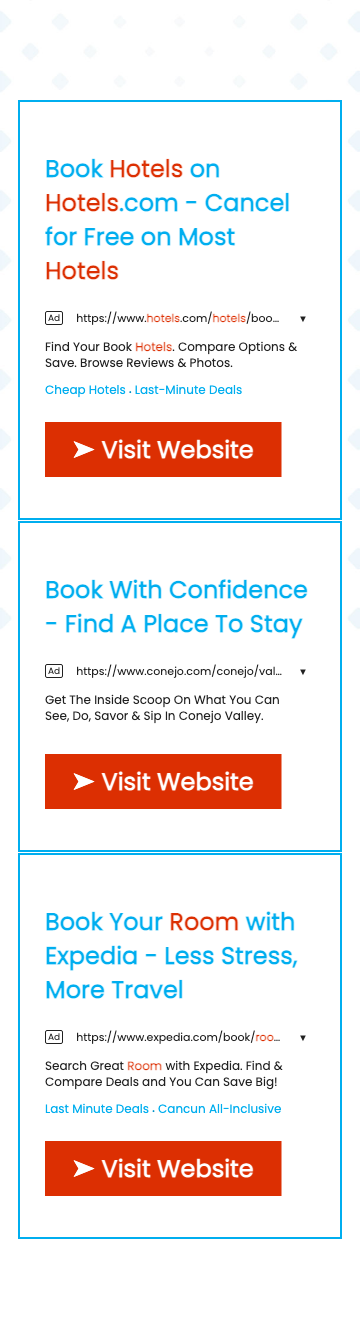 Book Hotels on
Hotels.com - Cancel
for Free on Most
Hotels
Ad https://www.hotels.com/hotels/boo... ▼
Find Your Book Hotels. Compare Options &
Save. Browse Reviews & Photos.
Cheap Hotels . Last-Minute Deals
➤ Visit Website
Book With Confidence
- Find A Place To Stay
Ad https://www.conejo.com/conejo/val... ▼
Get The Inside Scoop On What You Can
See, Do, Savor & Sip In Conejo Valley.
➤ Visit Website
Book Your Room with
Expedia - Less Stress,
More Travel
Ad https://www.expedia.com/book/roo... ▼
Search Great Room with Expedia. Find &
Compare Deals and You Can Save Big!
Last Minute Deals . Cancun All-Inclusive
➤ Visit Website